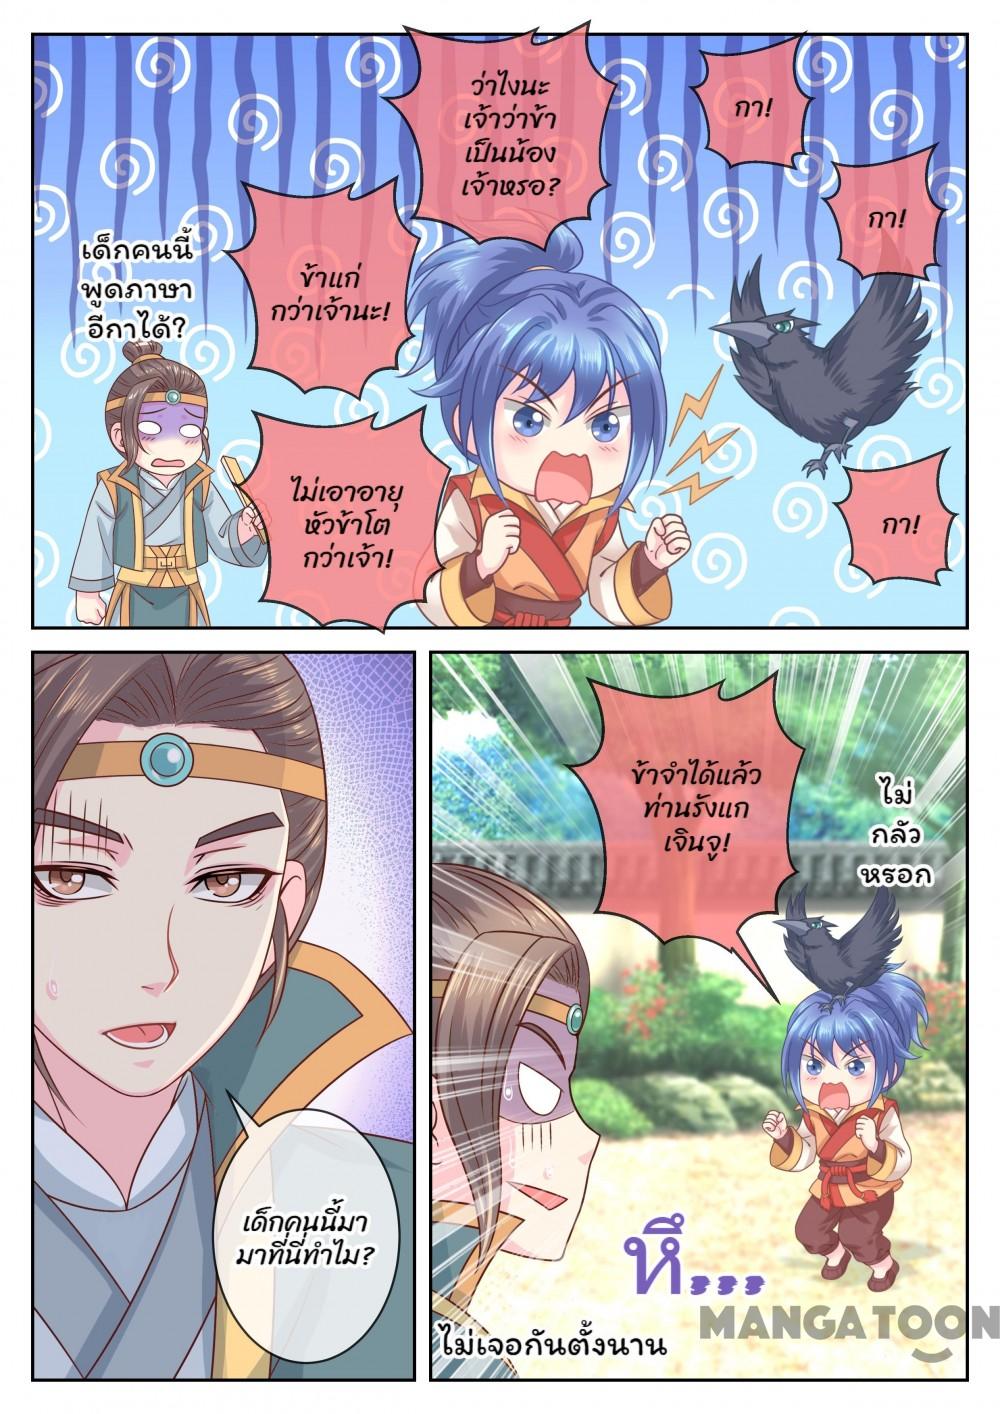 ว่าไงนะ
เจ้าว่าข้า
เป็นน้อง
เจ้าหรอ?
กา!
กา!
เด็กคนนี้
พูดภาษา
อีกาได้?
ข้าแก่
กว่าเจ้านะ!
ไม่เอาอายุ
หัวข้าโต
กว่าเจ้า!
กา!
เด็กคนนี้มา
มาที่นี่ทำไม?
ข้าจำได้แล้ว
ท่านรังแก
เจินจู!
ไม่
กลัว
หรอก
หึ...
ไม่เจอกันตั้งนาน
MANGATOON